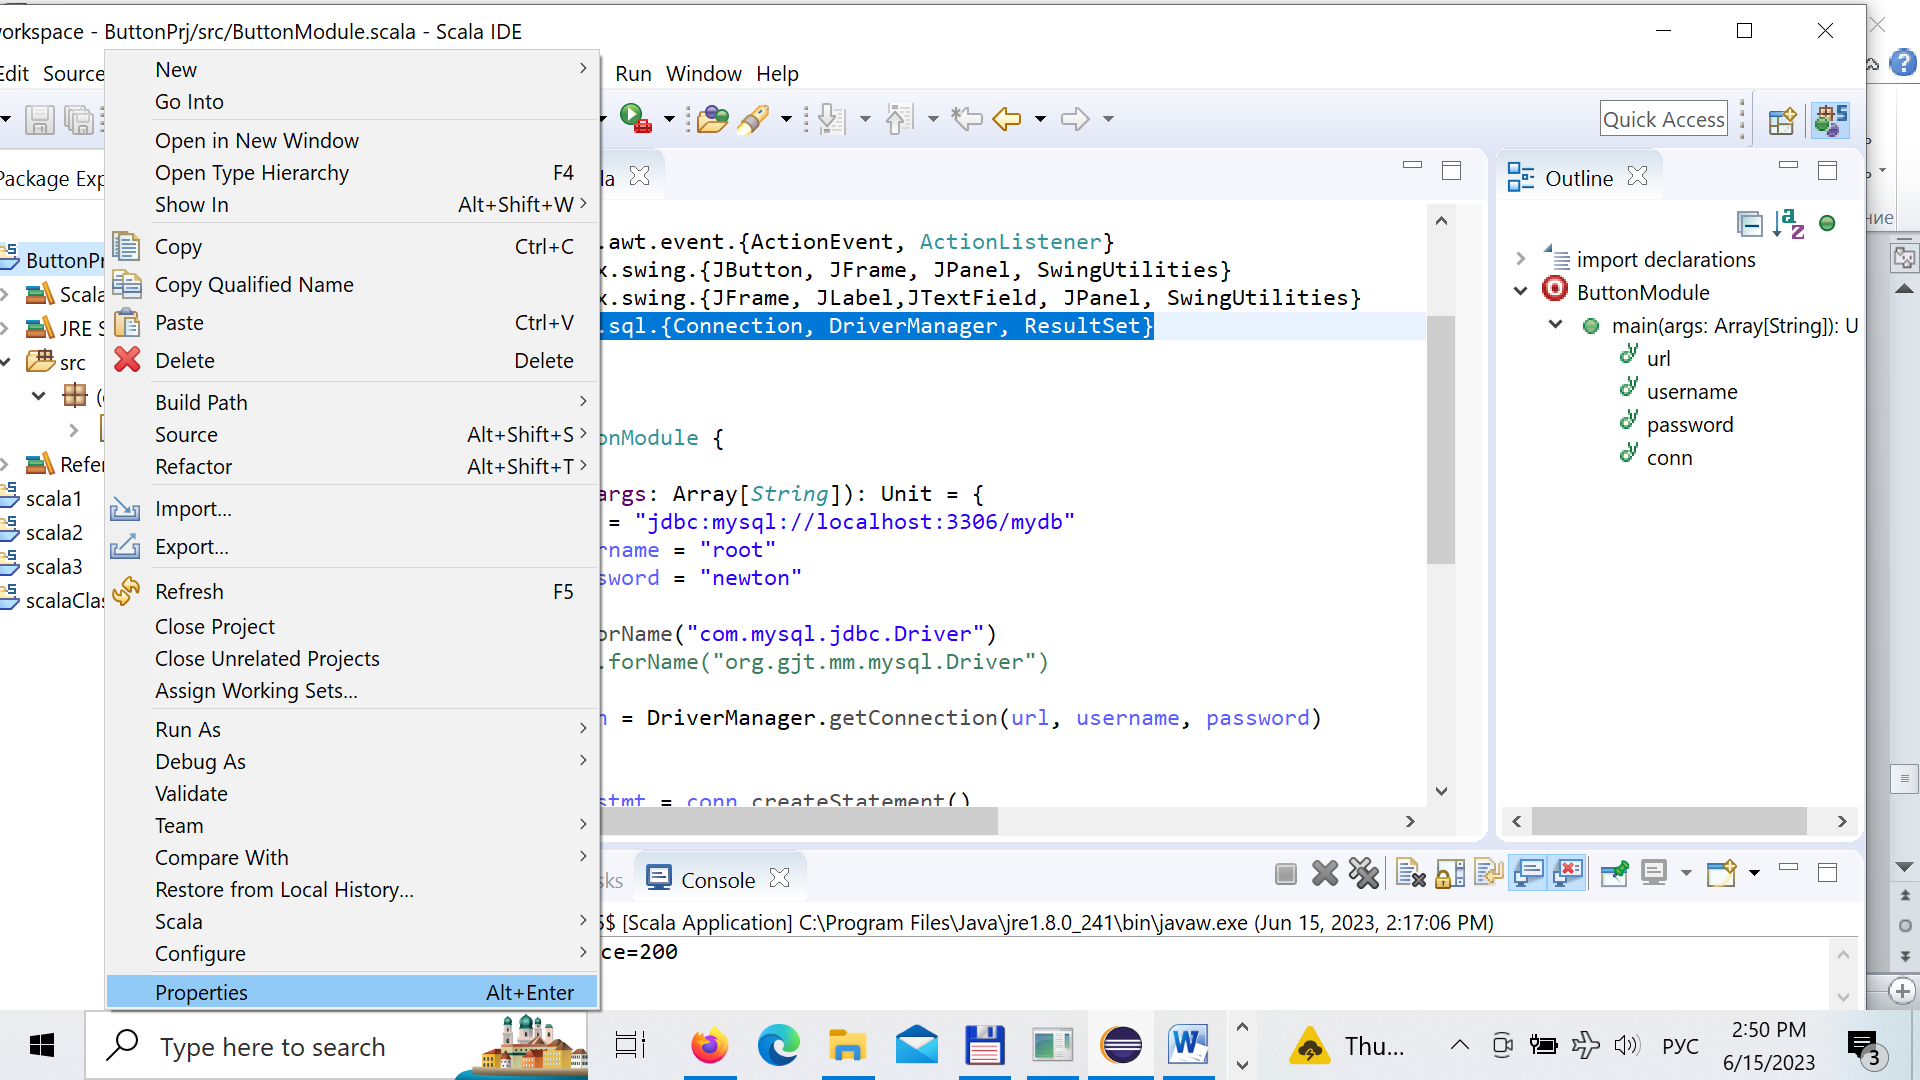 orkspace - ButtonPrj/src/ButtonModule.scala - Scala IDE
Edit Source Run Window Help
Quick Access
Package Exp
ButtonPr
Scala
JRE S
src
Refer
scala1
scala2
scala3
scalaClas
New
Go Into
Open in New Window
Open Type Hierarchy F4
Show In Alt+Shift+W
Copy Ctrl+C
Copy Qualified Name
Paste Ctrl+V
Delete Delete
Build Path
Source Alt+Shift+S
Refactor Alt+Shift+T
Import...
Export...
Refresh F5
Close Project
Close Unrelated Projects
Assign Working Sets...
Run As
Debug As
Validate
Team
Compare With
Restore from Local History...
Scala
Configure
Properties Alt+Enter
la
.awt.event.{ActionEvent, ActionListener}
x.swing.{JButton, JFrame, JPanel, SwingUtilities}
x.swing.{JFrame, JLabel,JTextField, JPanel, SwingUtilities}
.sql.{Connection, DriverManager, ResultSet}
onModule {
args: Array[String]): Unit = {
= "jdbc:mysql://localhost:3306/mydb"
rname = "root"
sword = "newton"
orName("com.mysql.jdbc.Driver")
.forName("org.gjt.mm.mysql.Driver")
n = DriverManager.getConnection(url, username, password)
stmt = conn createStatement()
Outline
import declarations
ButtonModule
main(args: Array[String]): U
url
username
password
conn
ние
sks Console
5$ [Scala Application] C:\Program Files\Java\jre1.8.0_241\bin\javaw.exe (Jun 15, 2023, 2:17:06 PM)
ce=200
Type here to search
Thu...
РУС
2:50 PM
6/15/2023
3